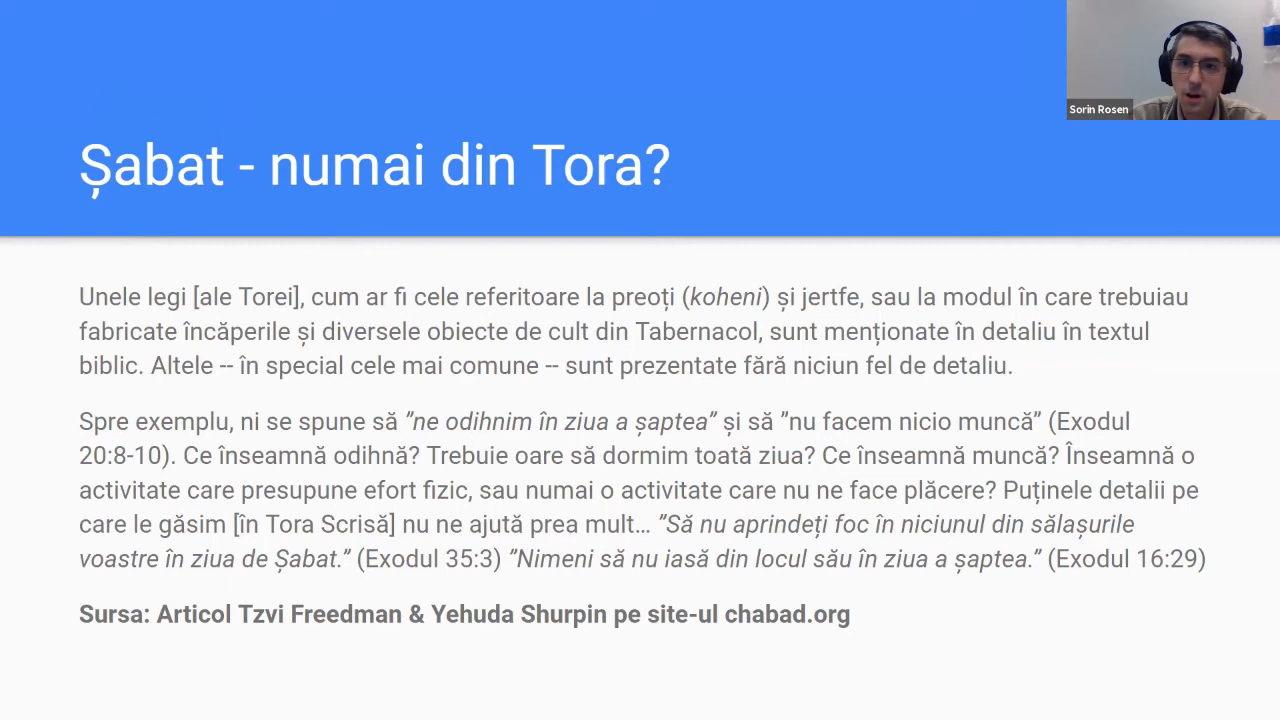 Sorin Rosen
Șabat - numai din Tora?
Unele legi [ale Torei], cum ar fi cele referitoare la preoți (koheni) și jertfe, sau la modul în care trebuiau
fabricate încăperile și diversele obiecte de cult din Tabernacol, sunt menționate în detaliu în textul
biblic. Altele -- în special cele mai comune -- sunt prezentate fără niciun fel de detaliu.
Spre exemplu, ni se spune să ”ne odihnim în ziua a șaptea” și să ”nu facem nicio muncă” (Exodul
20:8-10). Ce înseamnă odihnă? Trebuie oare să dormim toată ziua? Ce înseamnă muncă? Înseamnă o
activitate care presupune efort fizic, sau numai o activitate care nu ne face plăcere? Puținele detalii pe
care le găsim [în Tora Scrisă] nu ne ajută prea mult… ”Să nu aprindeți foc în niciunul din sălașurile
voastre în ziua de Șabat.” (Exodul 35:3) ”Nimeni să nu iasă din locul său în ziua a șaptea.” (Exodul 16:29)
Sursa: Articol Tzvi Freedman & Yehuda Shurpin pe site-ul chabad.org